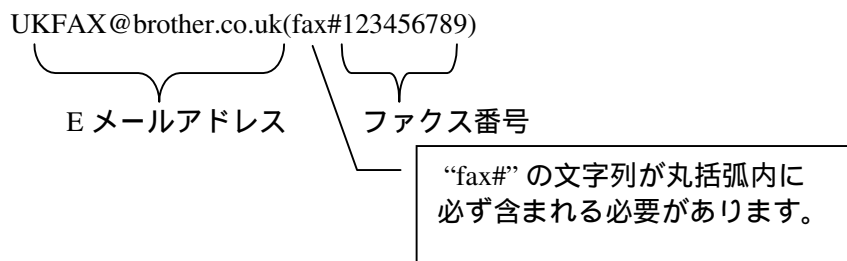 UKFAX@brother.co.uk(fax#123456789)
E メールアドレス ファクス番号
“fax#” の文字列が丸括弧内に
必ず含まれる必要があります。